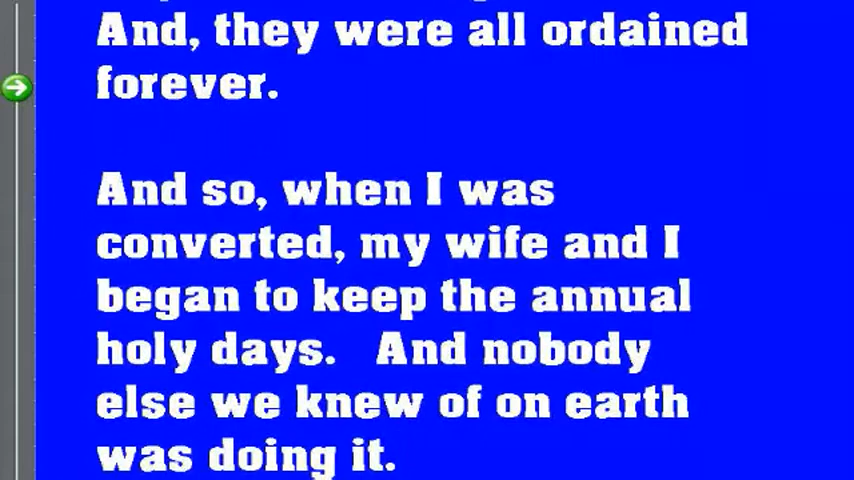 And, they were all ordained
forever.
And so, when I was
converted, my wife and I
began to keep the annual
holy days. And nobody
else we knew of on earth
was doing it.